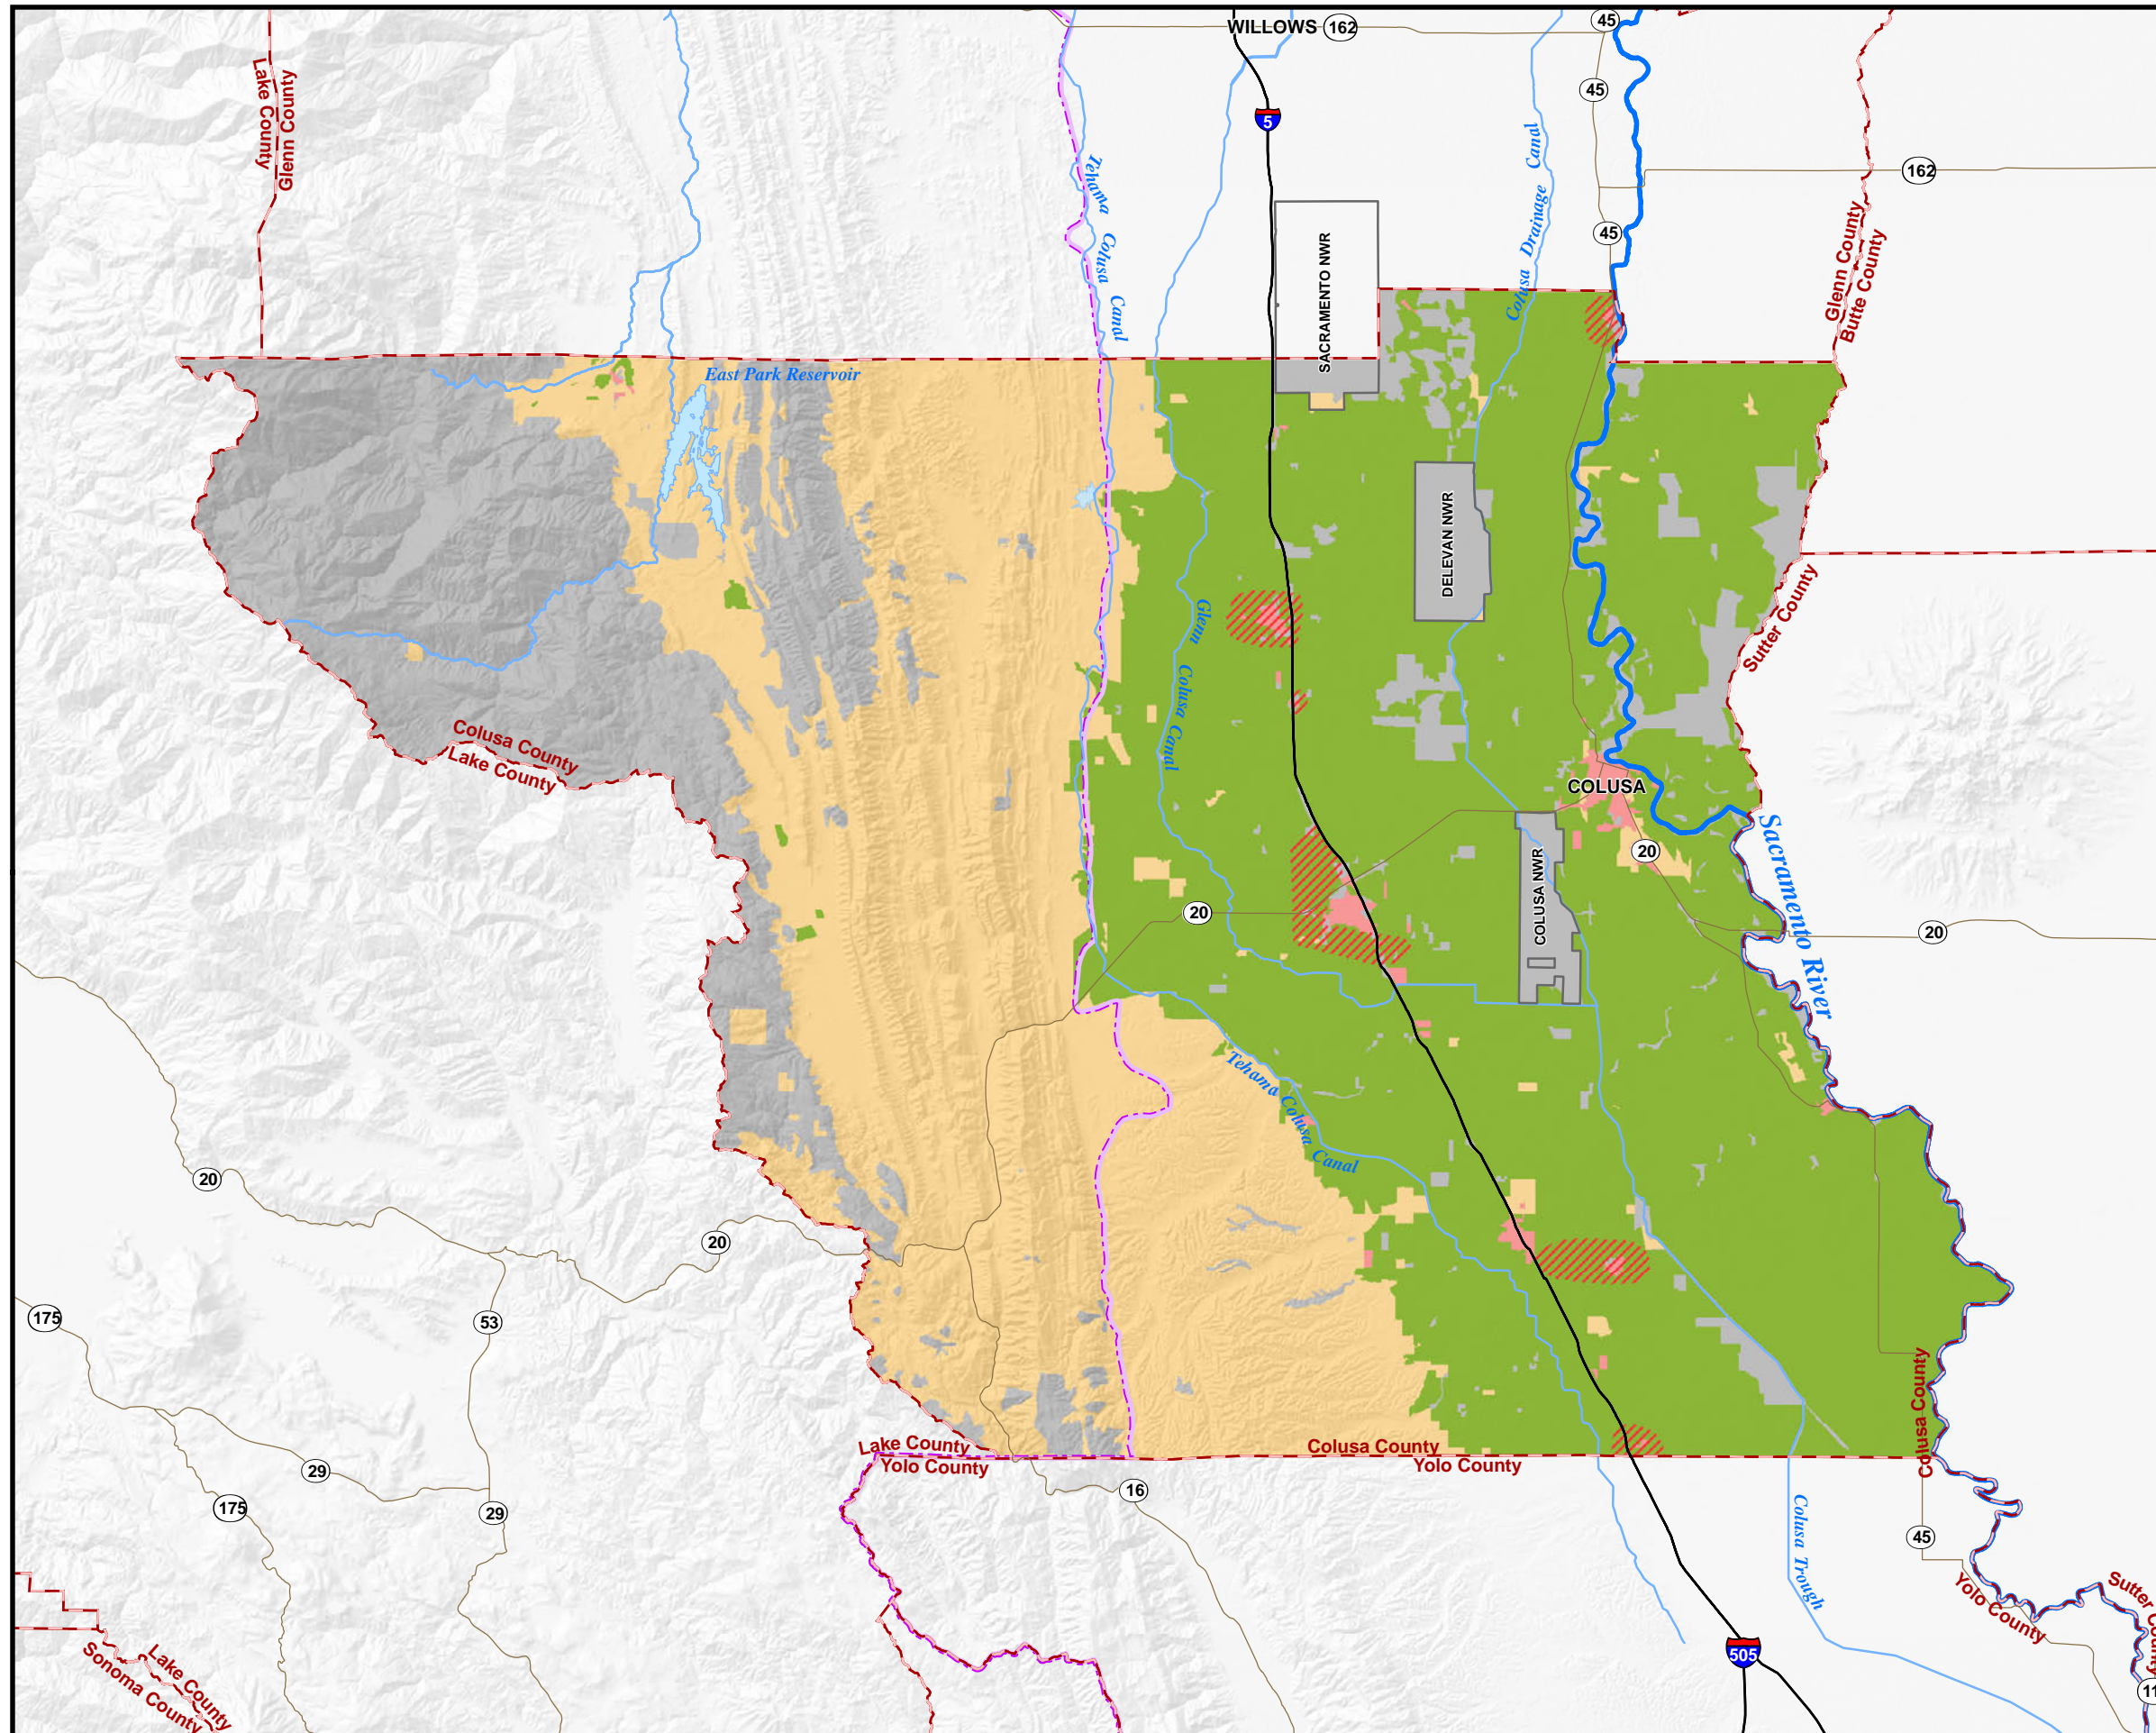 WILLOWS
162
45
5
45
162
45
Lake County
Glenn County
Tehama Colusa Canal
Colusa Drainage Canal
SACRAMENTO NWR
Glenn County
Butte County
East Park Reservoir
DELEVAN NWR
Glenn Colusa Canal
Sutter County
Colusa County
Lake County
COLUSA
20
COLUSA NWR
Sacramento River
20
20
Tehama Colusa Canal
20
20
175
53
Lake County
Yolo County
Colusa County
Yolo County
Colusa County
29
175
29
16
45
Colusa Trough
Yolo County
Sutter County
505
Lake County
Sonoma County